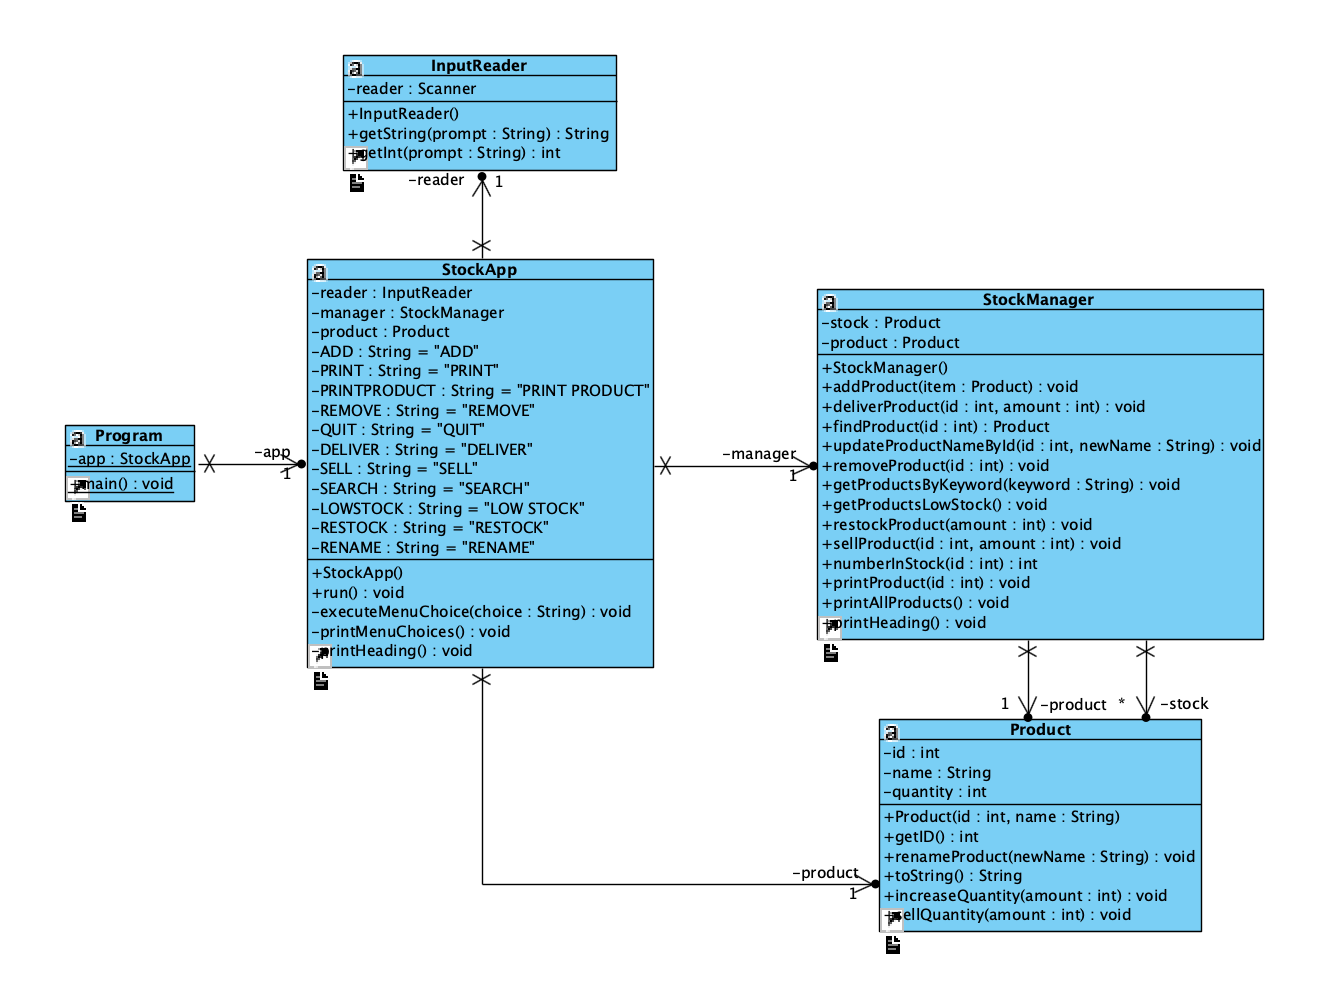 InputReader
-reader : Scanner
+InputReader()
+getString(prompt : String) : String
+getInt(prompt : String) : int
-reader 1
StockApp
-reader : InputReader
-manager : StockManager
-product : Product
-ADD : String = "ADD"
-PRINT : String = "PRINT"
-PRINTPRODUCT : String = "PRINT PRODUCT"
-REMOVE : String = "REMOVE"
-QUIT : String = "QUIT"
-DELIVER : String = "DELIVER"
-SELL : String = "SELL"
-SEARCH : String = "SEARCH"
-LOWSTOCK : String = "LOW STOCK"
-RESTOCK : String = "RESTOCK"
-RENAME : String = "RENAME"
+StockApp()
+run() : void
-executeMenuChoice(choice : String) : void
-printMenuChoices() : void
-printHeading() : void
Program
-app : StockApp
+main() : void
-app
1
-manager
1
StockManager
-stock : Product
-product : Product
+StockManager()
+addProduct(item : Product) : void
+deliverProduct(id : int, amount : int) : void
+findProduct(id : int) : Product
+updateProductNameById(id : int, newName : String) : void
+removeProduct(id : int) : void
+getProductsByKeyword(keyword : String) : void
+getProductsLowStock() : void
+restockProduct(amount : int) : void
+sellProduct(id : int, amount : int) : void
+numberInStock(id : int) : int
+printProduct(id : int) : void
+printAllProducts() : void
+printHeading() : void
1 -product * -stock
Product
-id : int
-name : String
-quantity : int
+Product(id : int, name : String)
+getID() : int
+renameProduct(newName : String) : void
+toString() : String
+increaseQuantity(amount : int) : void
+sellQuantity(amount : int) : void
-product
1